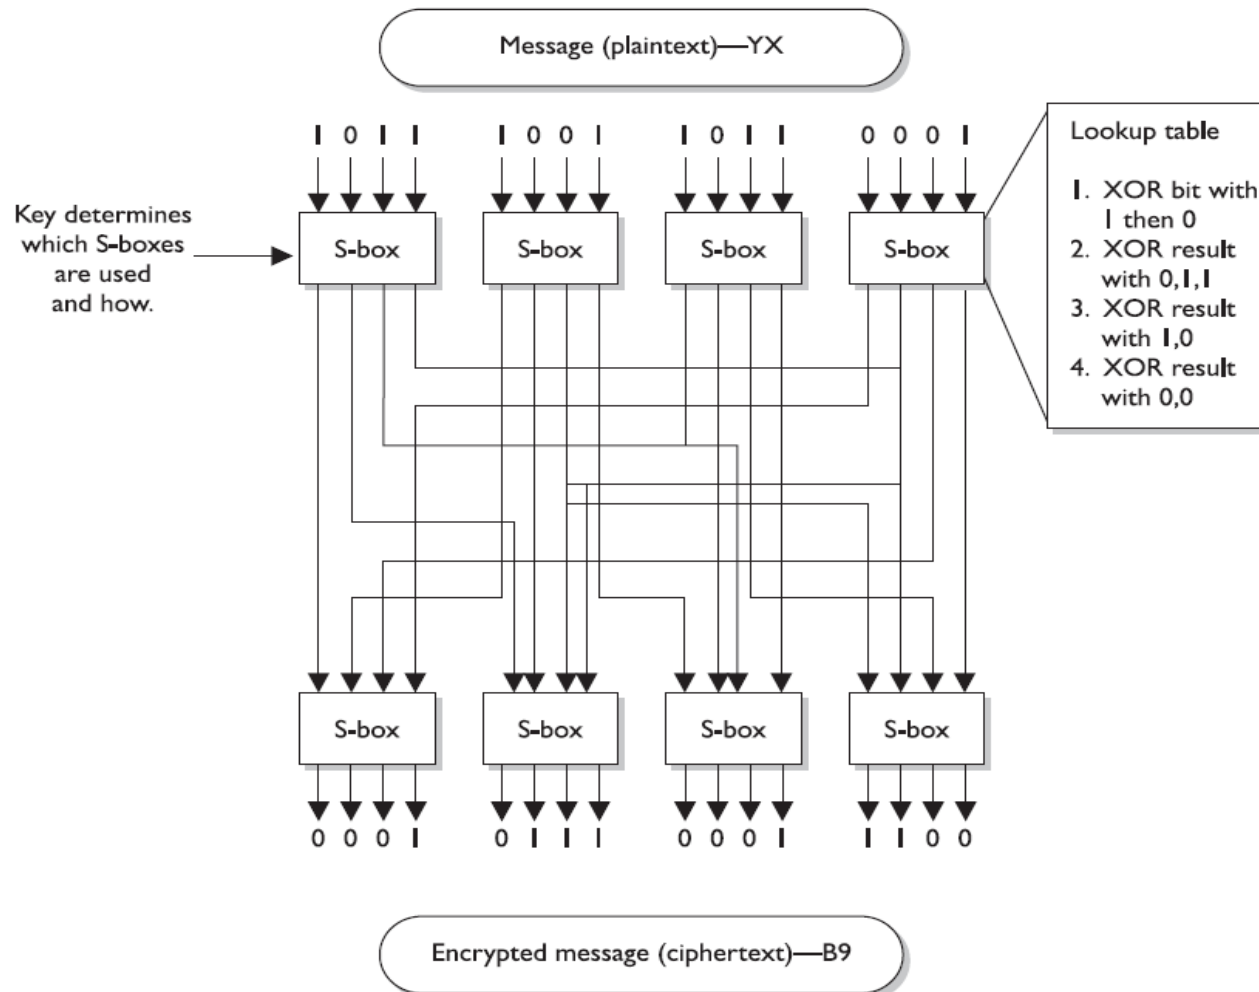 Message (plaintext)—YX
1 0 1 1 1 0 0 1 1 0 1 1 0 0 0 1
Key determines
which S-boxes
are used
and how.
S-box S-box S-box S-box
Lookup table
1. XOR bit with
1 then 0
2. XOR result
with 0,1,1
3. XOR result
with 1,0
4. XOR result
with 0,0
S-box S-box S-box S-box
0 0 0 1 0 1 1 1 0 0 0 1 1 1 0 0
Encrypted message (ciphertext)—B9